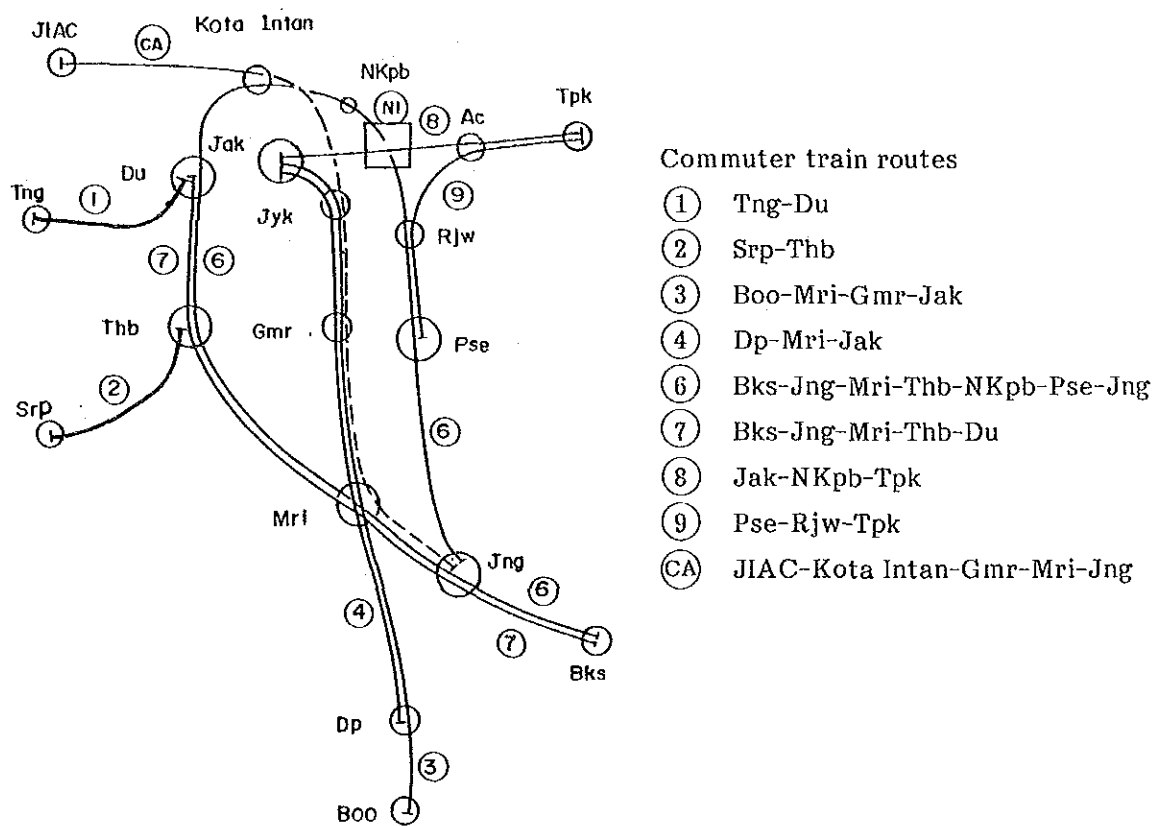 JIAC
CA
Kota Intan
NKpb
NI
8
Ac
Tpk
Jak
Du
Tng
1
Jyk
9
Rjw
7
6
Thb
Gmr
Pse
2
Srp
6
Mri
Jng
6
4
7
Bks
Dp
3
Boo
Commuter train routes
1 Tng-Du
2 Srp-Thb
3 Boo-Mri-Gmr-Jak
4 Dp-Mri-Jak
6 Bks-Jng-Mri-Thb-NKpb-Pse-Jng
7 Bks-Jng-Mri-Thb-Du
8 Jak-NKpb-Tpk
9 Pse-Rjw-Tpk
CA JIAC-Kota Intan-Gmr-Mri-Jng